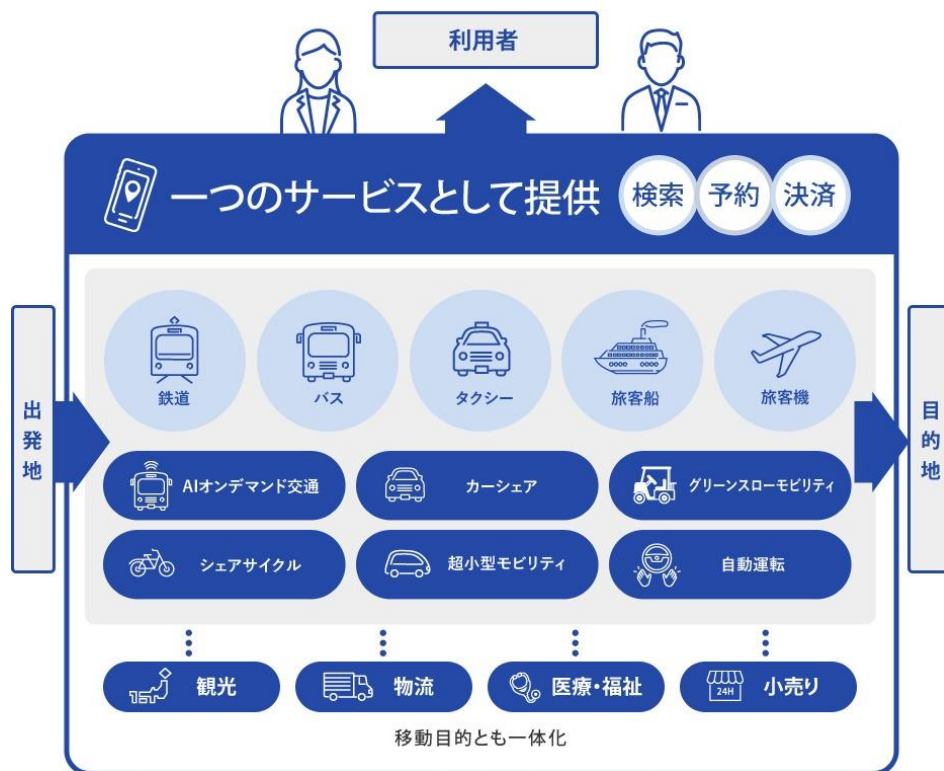 利用者
一つのサービスとして提供
検索
予約
決済
出発地
鉄道
バス
タクシー
旅客船
旅客機
目的地
AIオンデマンド交通
カーシェア
グリーンスローモビリティ
シェアサイクル
超小型モビリティ
自動運転
観光
物流
医療・福祉
24H
小売り
移動目的とも一体化